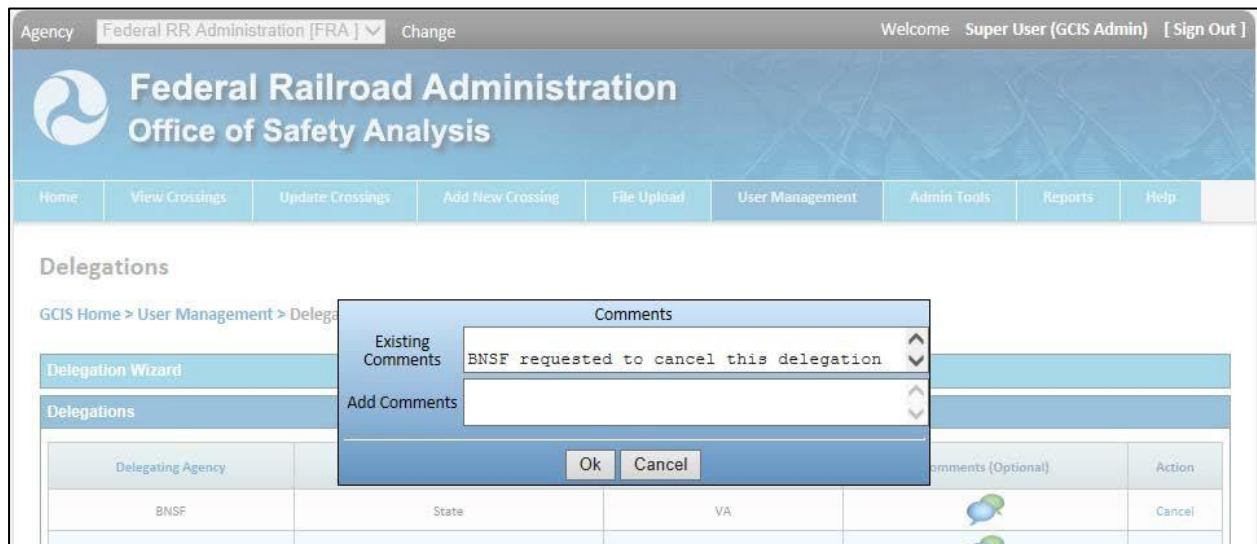 Agency Federal RR Administration [FRA ] Change Welcome Super User (GCIS Admin) [ Sign Out ]
Federal Railroad Administration
Office of Safety Analysis
Home View Crossings Update Crossings Add New Crossing File Upload User Management Admin Tools Reports Help
Delegations
GCIS Home > User Management > Delega
Comments
Existing
Comments
BNSF requested to cancel this delegation
Delegation Wizard
Add Comments
Delegations
Ok Cancel
Delegating Agency omments (Optional) Action
BNSF State VA Cancel